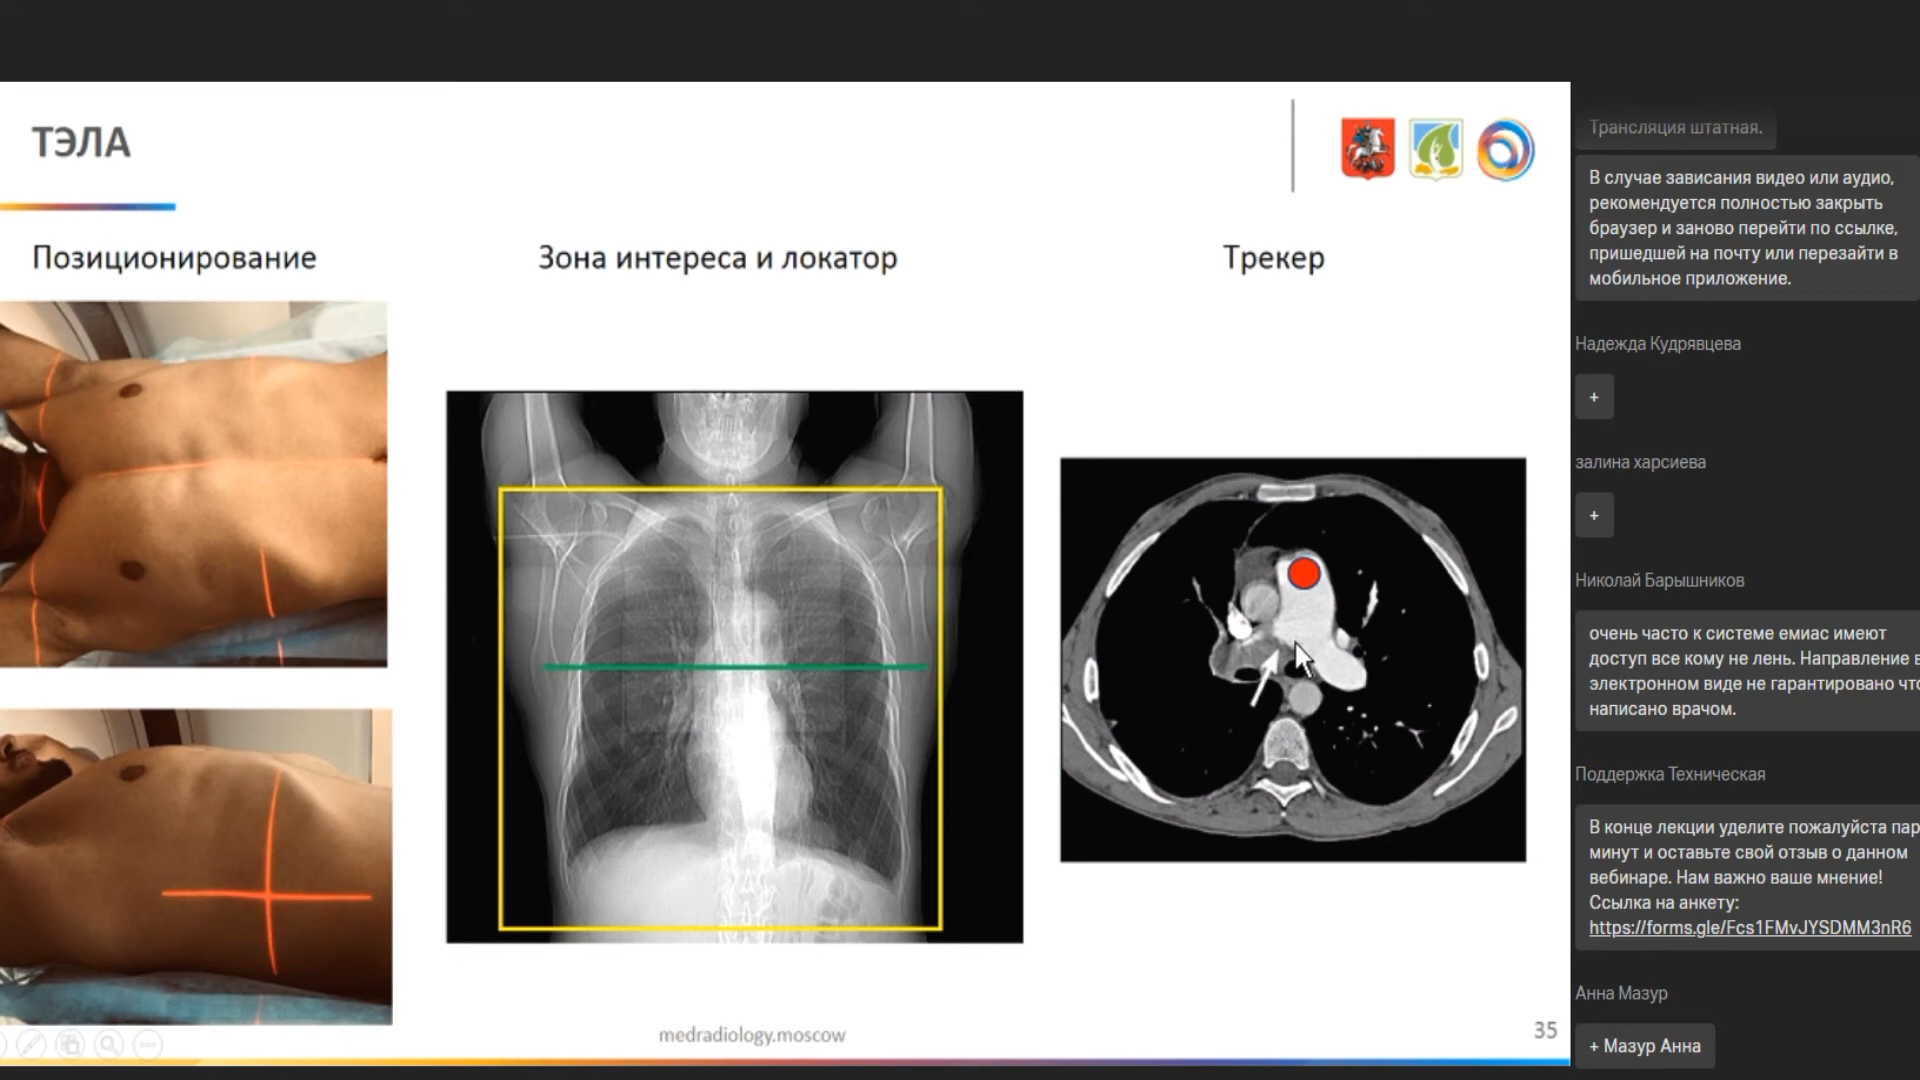 ТЭЛА
Позиционирование
Зона интереса и локатор
Трекер
medradiology.moscow
35
Трансляция штатная.
В случае зависания видео или аудио,
рекомендуется полностью закрыть
браузер и заново перейти по ссылке,
пришедшей на почту или перезайти в
мобильное приложение.
Надежда Кудрявцева
+
залина харсиева
+
Николай Барышников
очень часто к системе емиас имеют
доступ все кому не лень. Направление в
электронном виде не гарантировано что
написано врачом.
Поддержка Техническая
В конце лекции уделите пожалуйста пар
минут и оставьте свой отзыв о данном
вебинаре. Нам важно ваше мнение!
Ссылка на анкету:
https://forms.gle/Fcs1FMvJYSDMM3nR6
Анна Мазур
+ Мазур Анна